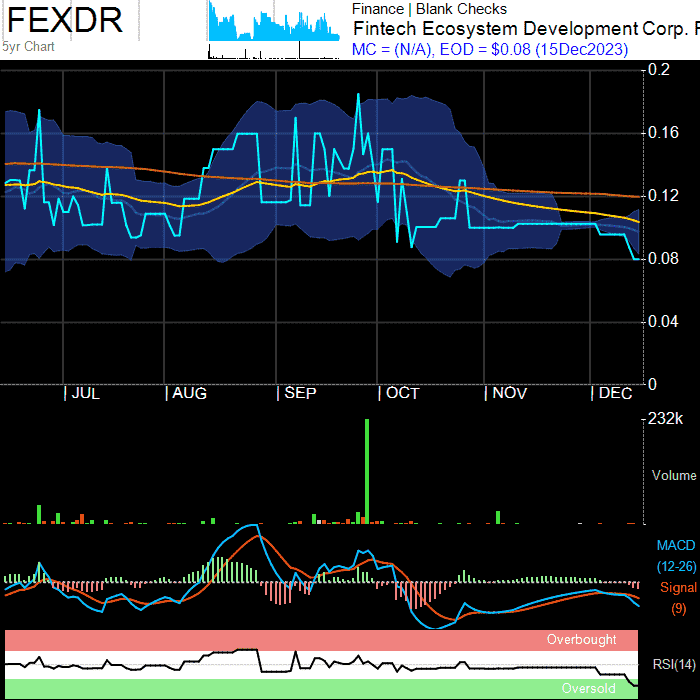 FEXDR
5yr Chart
Finance | Blank Checks
Fintech Ecosystem Development Corp.
MC = (N/A), EOD = $0.08 (15Dec2023)
0.2
0.16
0.12
0.08
0.04
0
JUL
AUG
SEP
OCT
NOV
DEC
232k
Volume
MACD
(12-26)
Signal
(9)
Overbought
RSI(14)
Oversold